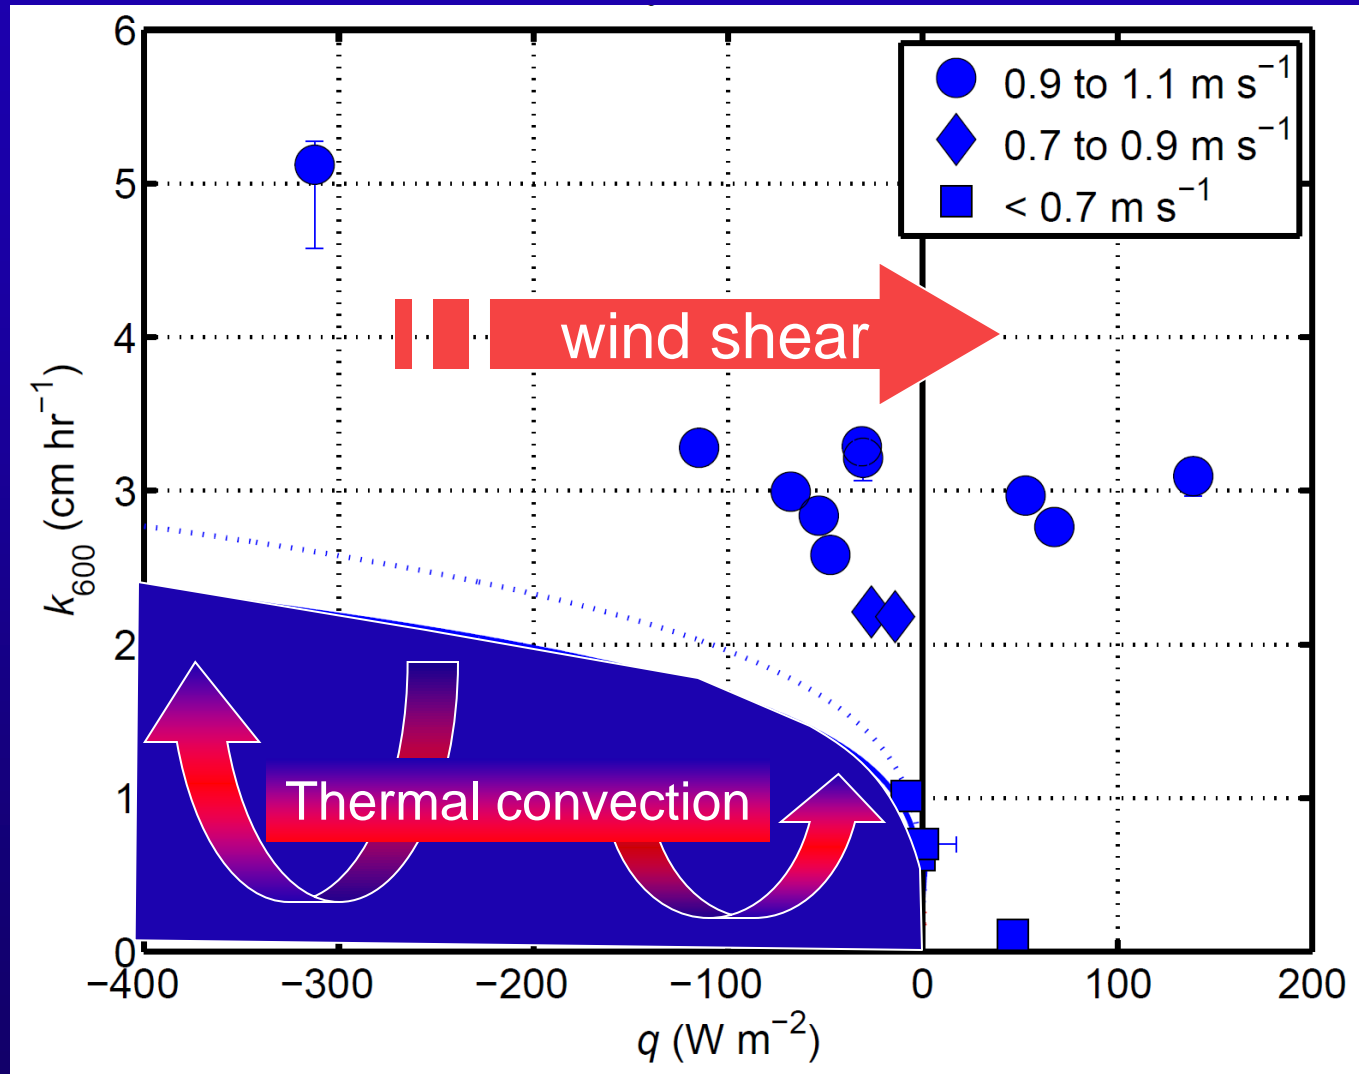 6
5
4
3
2
1
0
k600 (cm hr−1)
0.9 to 1.1 m s−1
0.7 to 0.9 m s−1
< 0.7 m s−1
wind shear
Thermal convection
−400 −300 −200 −100 0 100 200
q (W m−2)